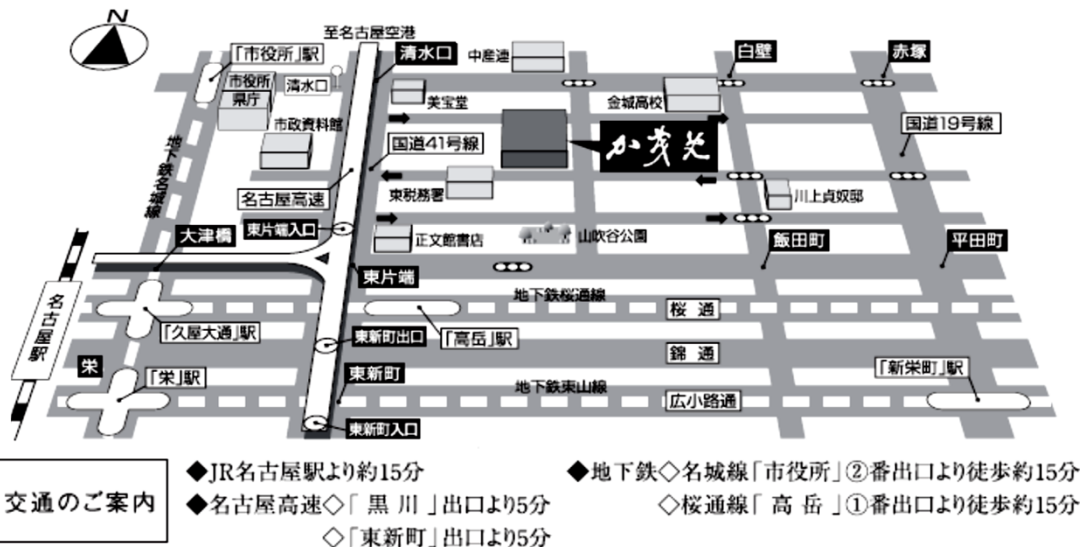 N
至名古屋空港
「市役所」駅
清水口
中産連
白壁
赤塚
市役所
県庁
清水口
美宝堂
金城高校
国道19号線
市政資料館
国道41号線
か茂免
地下鉄名城線
名古屋高速
東税務署
川上貞奴邸
東片端入口
大津橋
正文館書店
山吹谷公園
飯田町
平田町
東片端
名古屋駅
地下鉄桜通線
桜通
「久屋大通」駅
東新町出口
「高岳」駅
錦通
栄
「栄」駅
東新町
「新栄町」駅
地下鉄東山線
広小路通
東新町入口
交通のご案内
◆JR名古屋駅より約15分
◆名古屋高速◇「黒川」出口より5分
◇「東新町」出口より5分
◆地下鉄◇名城線「市役所」②番出口より徒歩約15分
◇桜通線「高岳」①番出口より徒歩約15分